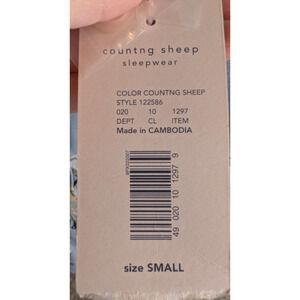 countng sheep
sleepwear
COLOR COUNTNG SHEEP
STYLE 122586
020 10 1297
DEPT CL ITEM
Made in CAMBODIA
49 020 10 1297 9
size SMALL